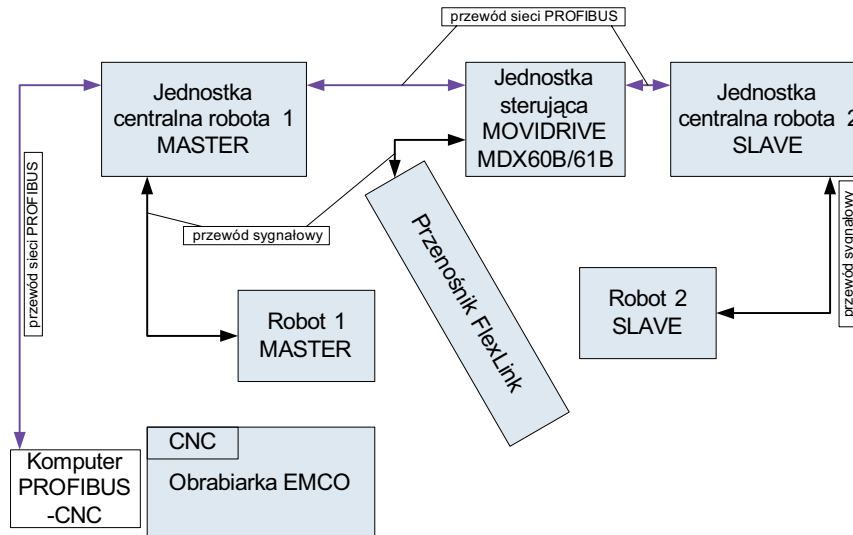 przewód sieci PROFIBUS
Jednostka
centralna robota 1
MASTER
Jednostka
sterująca
MOVIDRIVE
MDX60B/61B
Jednostka
centralna robota 2
SLAVE
przewód sieci PROFIBUS
przewód sygnałowy
przewód sygnałowy
Przenośnik FlexLink
Robot 1
MASTER
Robot 2
SLAVE
CNC
Obrabiarka EMCO
Komputer
PROFIBUS
-CNC